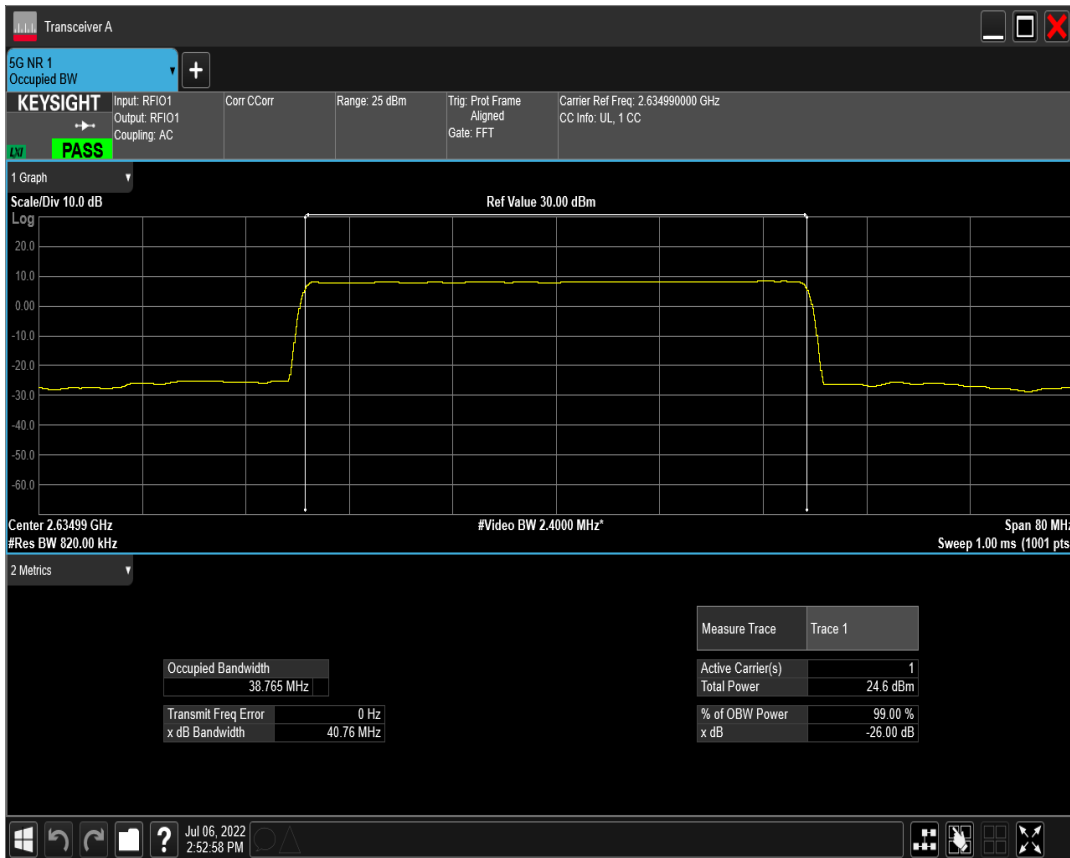 Transceiver A
5G NR 1
Occupied BW
KEYSIGHT
LXI
PASS
Input: RFIO1
Output: RFIO1
Coupling: AC
Corr CCorr
Range: 25 dBm
Trig: Prot Frame
Aligned
Gate: FFT
Carrier Ref Freq: 2.634990000 GHz
CC Info: UL, 1 CC
1 Graph
Scale/Div 10.0 dB
Ref Value 30.00 dBm
Log
20.0
10.0
0.00
-10.0
-20.0
-30.0
-40.0
-50.0
-60.0
Center 2.63499 GHz
#Video BW 2.4000 MHz*
Span 80 MHz
#Res BW 820.00 kHz
Sweep 1.00 ms (1001 pts
2 Metrics
Measure Trace Trace 1
Occupied Bandwidth
38.765 MHz
Active Carrier(s) 1
Total Power 24.6 dBm
Transmit Freq Error 0 Hz
x dB Bandwidth 40.76 MHz
% of OBW Power 99.00 %
x dB -26.00 dB
?
Jul 06, 2022
2:52:58 PM